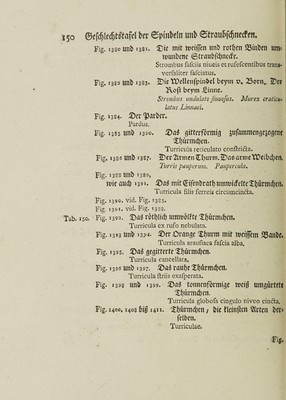 150 Geschlechtstafel der Spindeln und Straubschnecken.
Fig. 1380 und 1381. Die mit weissen und rothen Binden um-
wundene Straubschnecke.
Strombus fasciis niveis et rufescentibus trans-
versaliter fasciatus.
Fig. 1382 und 1383. Die Wellenspindel beym v. Born, Der
Rost beym Linne.
Strombus undulatus Murex craticu-
latus Linnaei.
Fig. 1384. Der Parder.
Pardus.
Fig. 1385 und 1390. Das gitterförmig zusammengezogene
Thürmchen.
Turricula reticulato constricta.
Fig. 1386 und 1387. Der Armen Thurm. Das arme Weibchen.
Turris pauperum. Paupercula.
Fig. 1388 und 1389,
wie auch 1391. Das mit Eisendrath umwickelte Thürmchen.
Turricula filis ferreis circumcincta.
Fig. 1390. vid. Fig. 1385.
Fig. 1391. vid. Fig. 1389.
Tab. 150. Fig. 1392. Das röthlich umwölkte Thürmchen.
Turricula ex rufo nebulata.
Fig. 1393 und 1394. Der Orange Thurm mit weissem Bande.
Turricula arausiaca fascia alba.
Fig. 1395. Das gegitterte Thürmchen.
Turricula cancellata.
Fig. 1396 und 1397. Das rauhe Thürmchen.
Turricula striis exasperata.
Fig. 1398 und 1399. Das tonnenförmige weiß umgürtete
Thürmchen.
Turricula globosa cingulo niveo cincta.
Fig. 1400, 1402 biß 1411. Thürmchen, die kleinsten Arten der-
selben.
Turriculae.
Fig.